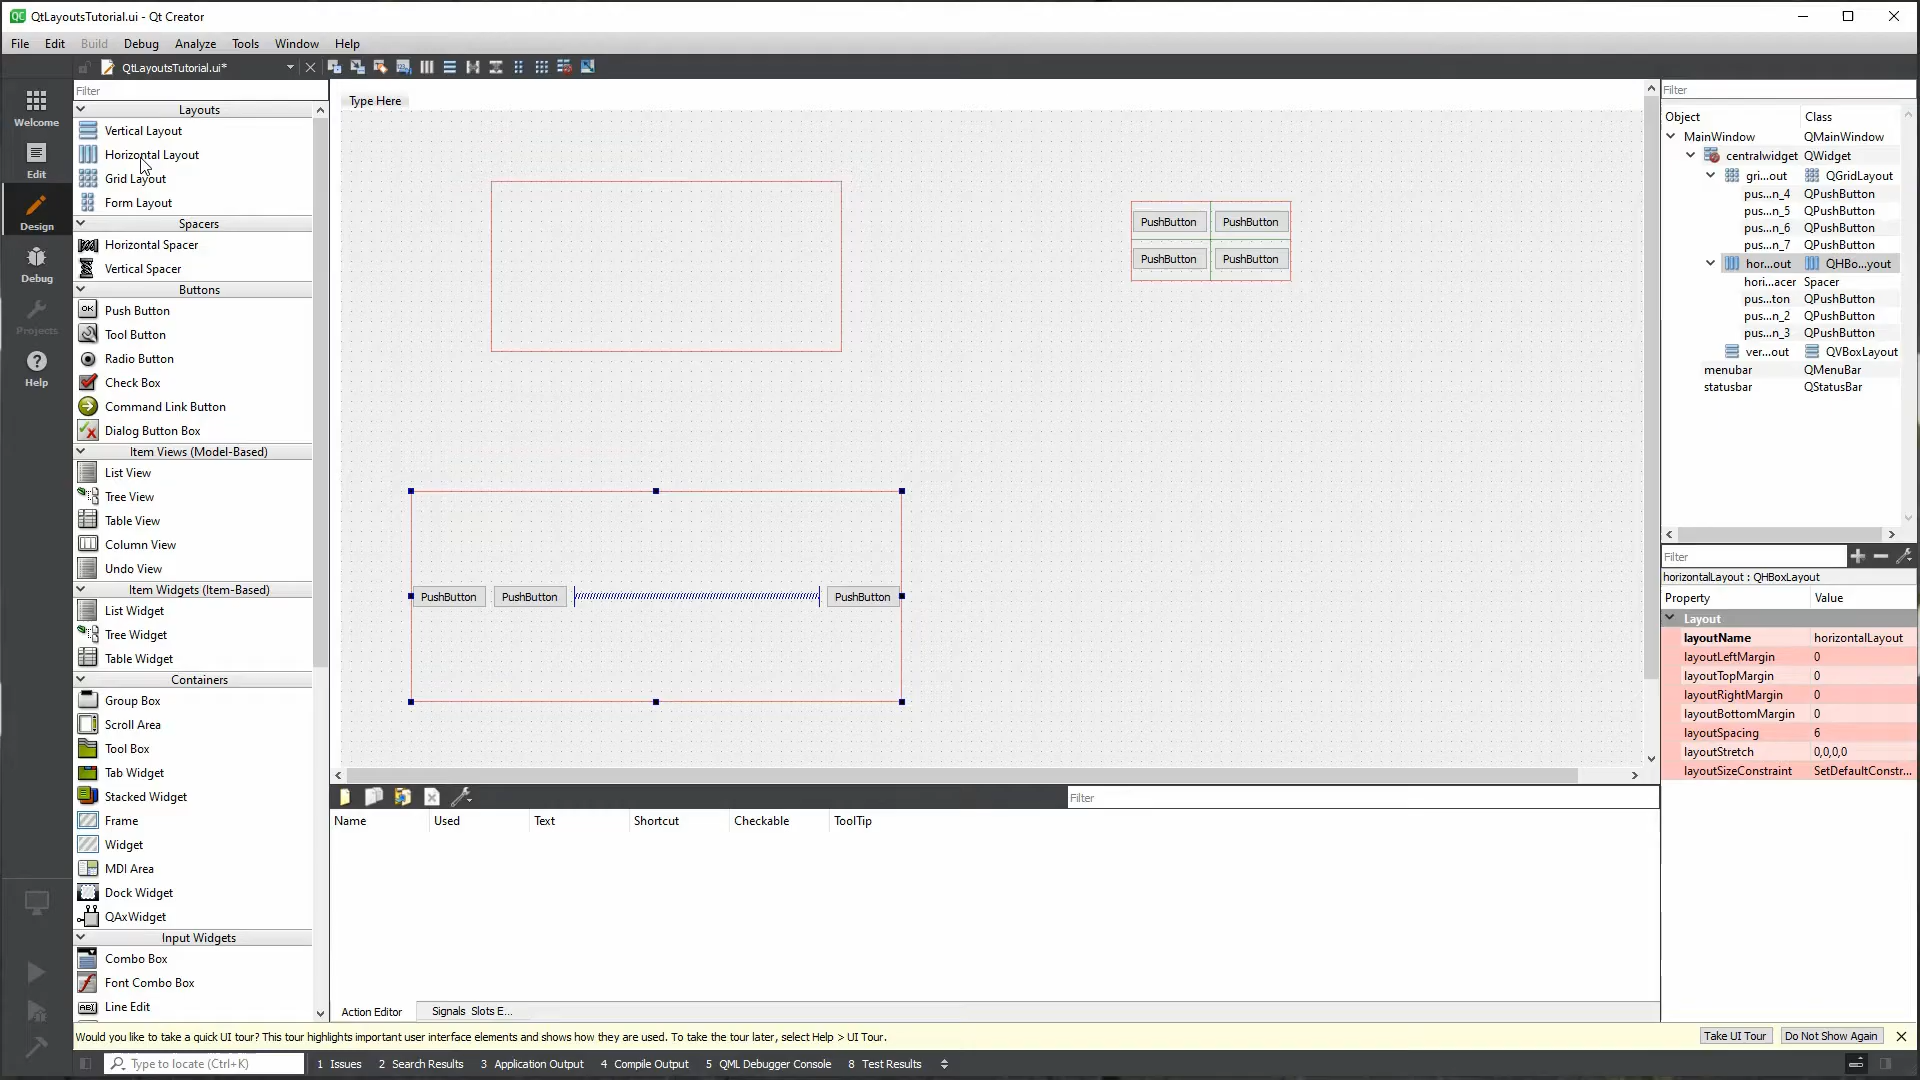 QtLayoutsTutorial.ui - Qt Creator
File Edit Build Debug Analyze Tools Window Help
QtLayoutsTutorial.ui*
Welcome
Edit
Design
Debug
Projects
Help
Filter
Layouts
Vertical Layout
Horizontal Layout
Grid Layout
Form Layout
Spacers
Horizontal Spacer
Vertical Spacer
Buttons
Push Button
Tool Button
Radio Button
Check Box
Command Link Button
Dialog Button Box
Item Views (Model-Based)
List View
Tree View
Table View
Column View
Undo View
Item Widgets (Item-Based)
List Widget
Tree Widget
Table Widget
Containers
Group Box
Scroll Area
Tool Box
Tab Widget
Stacked Widget
Frame
Widget
MDI Area
Dock Widget
QAxWidget
Input Widgets
Combo Box
Font Combo Box
Line Edit
Type Here
PushButton PushButton
PushButton PushButton
PushButton PushButton PushButton
Filter
Name Used Text Shortcut Checkable ToolTip
Action Editor Signals Slots E...
Filter
Object Class
MainWindow QMainWindow
centralwidget QWidget
gri...out QGridLayout
pus...n_4 QPushButton
pus...n_5 QPushButton
pus...n_6 QPushButton
pus...n_7 QPushButton
hor...out QHBo...yout
hori...acer Spacer
pus...ton QPushButton
pus...n_2 QPushButton
pus...n_3 QPushButton
ver...out QVBoxLayout
menubar QMenuBar
statusbar QStatusBar
Filter
horizontalLayout : QHBoxLayout
Property Value
Layout
layoutName horizontalLayout
layoutLeftMargin 0
layoutTopMargin 0
layoutRightMargin 0
layoutBottomMargin 0
layoutSpacing 6
layoutStretch 0,0,0,0
layoutSizeConstraint SetDefaultConstr...
Would you like to take a quick UI tour? This tour highlights important user interface elements and shows how they are used. To take the tour later, select Help > UI Tour. Take UI Tour Do Not Show Again
Type to locate (Ctrl+K) 1 Issues 2 Search Results 3 Application Output 4 Compile Output 5 QML Debugger Console 8 Test Results